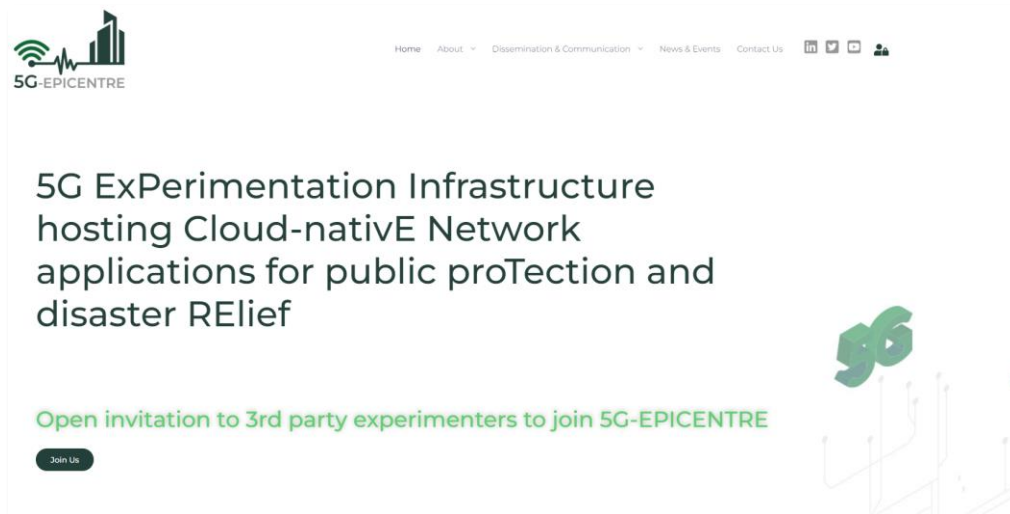 5G-EPICENTRE
Home About Dissemination & Communication News & Events Contact Us
5G ExPerimentation Infrastructure
hosting Cloud-nativE Network
applications for public proTection and
disaster RElief
5G
Open invitation to 3rd party experimenters to join 5G-EPICENTRE
Join Us